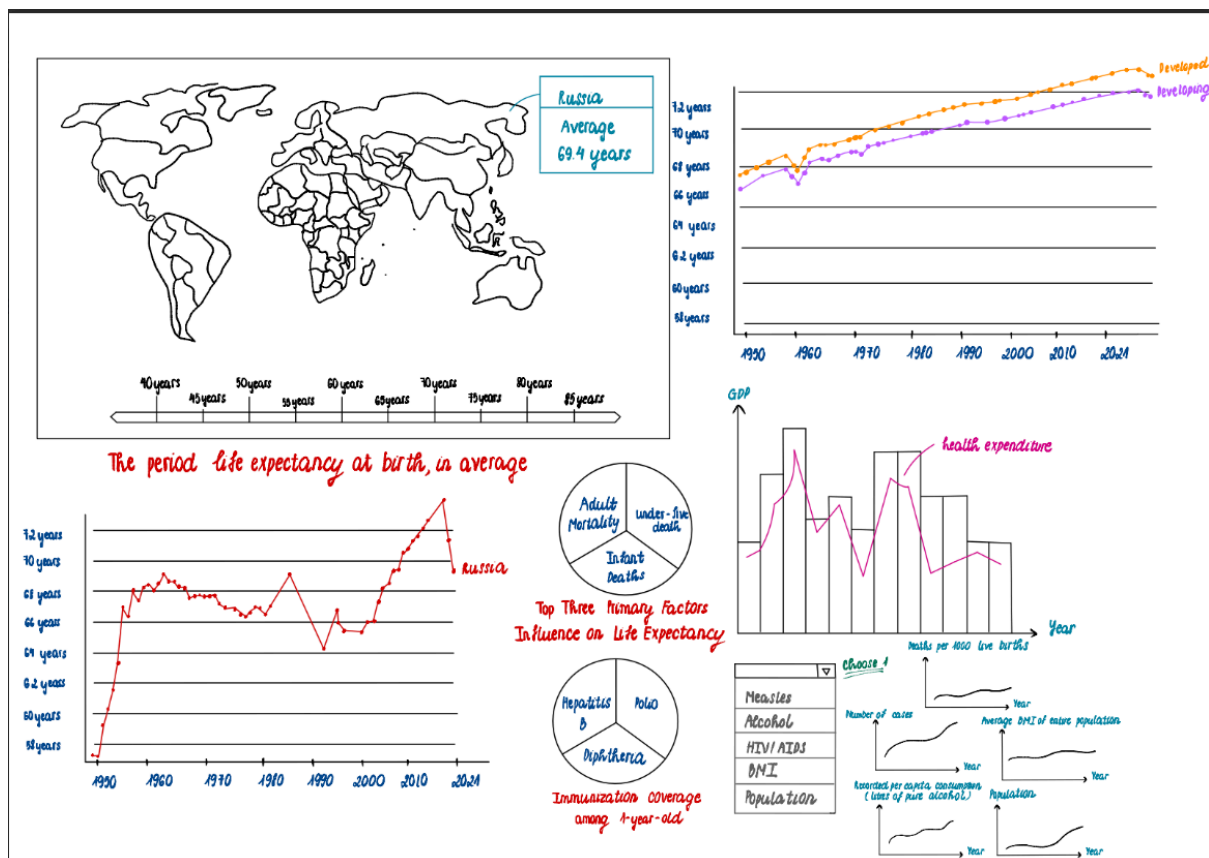 Russia
Average
69.4 years
40 years
45 years
50 years
55 years
60 years
65 years
70 years
75 years
80 years
85 years
The period life expectancy at birth, in average
Developed
Developing
72 years
70 years
68 years
66 years
64 years
62 years
60 years
58 years
1950
1960
1970
1980
1990
2000
2010
2021
72 years
70 years
68 years
66 years
64 years
62 years
60 years
58 years
Russia
1950
1960
1970
1980
1990
2000
2010
2021
Adult
Mortality
under-five
death
Infant
Deaths
Top Three Primary Factors
Influence on Life Expectancy
Hepatitis
B
Polio
Diphtheria
Immunization coverage
among 1-year-old
GDP
health expenditure
Year
Choose 1
Measles
Alcohol
HIV/AIDS
BMI
Population
Deaths per 1000 live births
Year
Number of cases
Year
Average BMI of entire population
Year
Recorded per capita consumption
(litres of pure alcohol)
Year
Population
Year